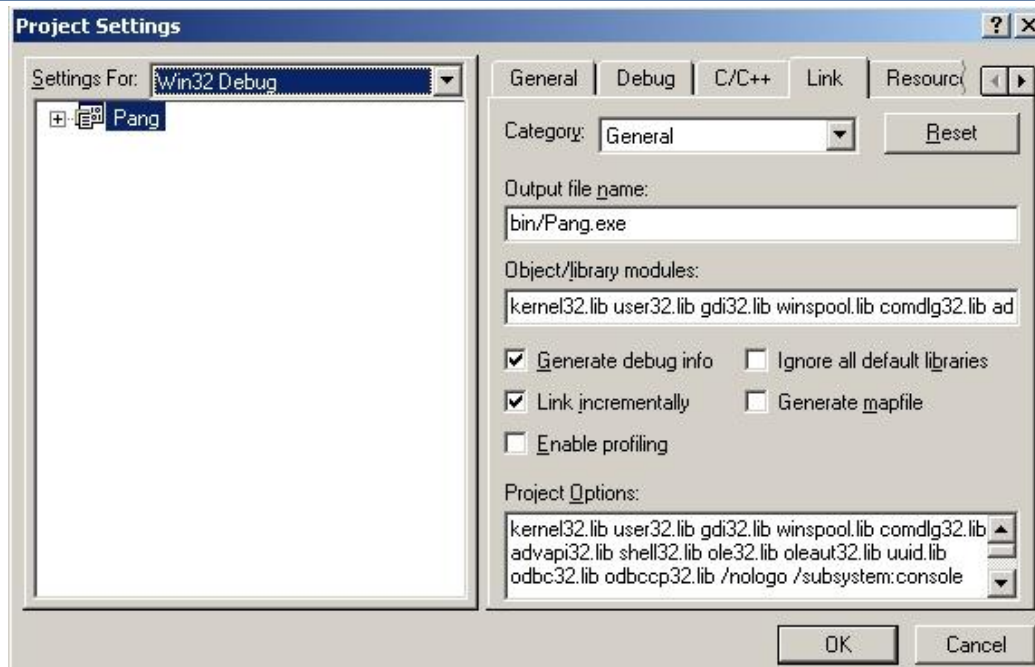 Project Settings
Settings For: Win32 Debug
Pang
General Debug C/C++ Link Resourc
Category: General Reset
Output file name:
bin/Pang.exe
Object/library modules:
kernel32.lib user32.lib gdi32.lib winspool.lib comdlg32.lib ad
Generate debug info Ignore all default libraries
Link incrementally Generate mapfile
Enable profiling
Project Options:
kernel32.lib user32.lib gdi32.lib winspool.lib comdlg32.lib
advapi32.lib shell32.lib ole32.lib oleaut32.lib uuid.lib
odbc32.lib odbccp32.lib /nologo /subsystem:console
OK Cancel